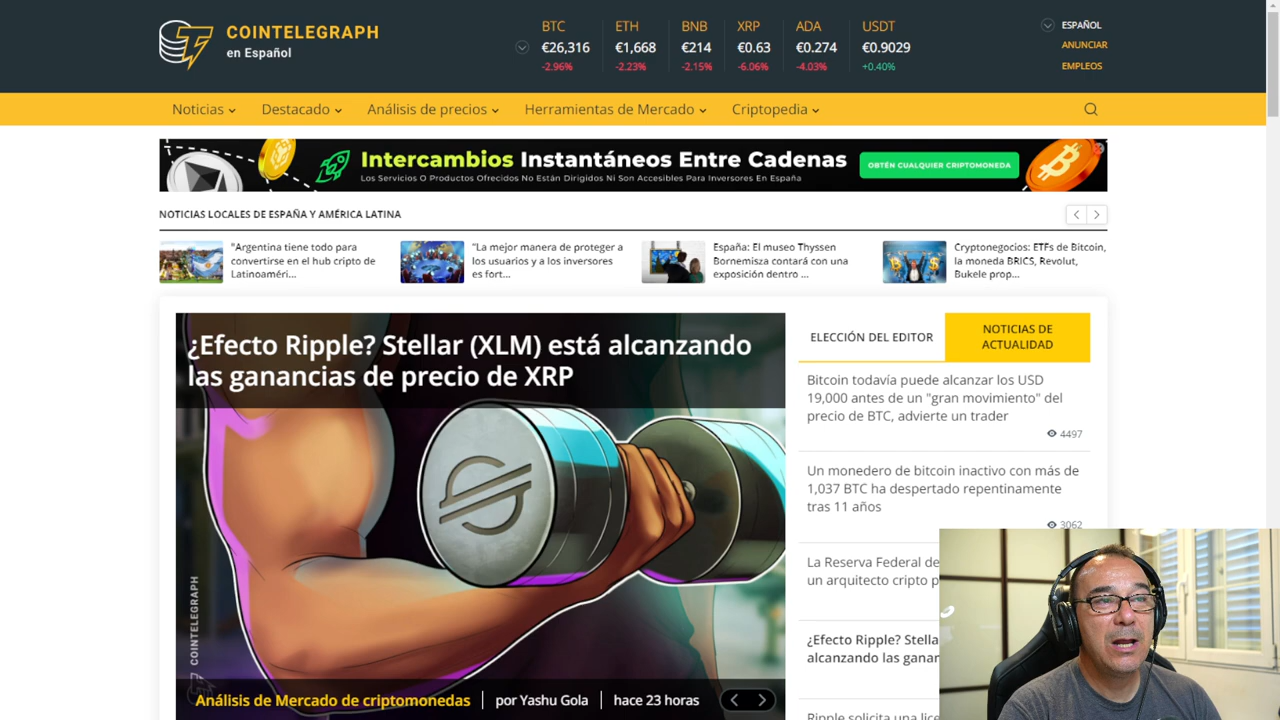 COINTELEGRAPH
en Español
BTC
€26,316
-2.96%
ETH
€1,668
-2.23%
BNB
€214
-2.15%
XRP
€0.63
-6.06%
ADA
€0.274
-4.03%
USDT
€0.9029
+0.40%
ESPAÑOL
ANUNCIAR
EMPLEOS
Noticias
Destacado
Análisis de precios
Herramientas de Mercado
Criptopedia
Intercambios Instantáneos Entre Cadenas
Los Servicios O Productos Ofrecidos No Están Dirigidos Ni Son Accesibles Para Inversores En España
OBTÉN CUALQUIER CRIPTOMONEDA
NOTICIAS LOCALES DE ESPAÑA Y AMÉRICA LATINA
"Argentina tiene todo para
convertirse en el hub cripto de
Latinoaméri...
"La mejor manera de proteger a
los usuarios y a los inversores
es fort...
España: El museo Thyssen
Bornemisza contará con una
exposición dentro ...
Cryptonegocios: ETFs de Bitcoin,
la moneda BRICS, Revolut,
Bukele prop...
¿Efecto Ripple? Stellar (XLM) está alcanzando
las ganancias de precio de XRP
COINTELEGRAPH
Análisis de Mercado de criptomonedas
por Yashu Gola
hace 23 horas
ELECCIÓN DEL EDITOR
NOTICIAS DE
ACTUALIDAD
Bitcoin todavía puede alcanzar los USD
19,000 antes de un "gran movimiento" del
precio de BTC, advierte un trader
4497
Un monedero de bitcoin inactivo con más de
1,037 BTC ha despertado repentinamente
tras 11 años
3062
La Reserva Federal de
un arquitecto cripto p
¿Efecto Ripple? Stella
alcanzando las ganan
Ripple solicita una lice